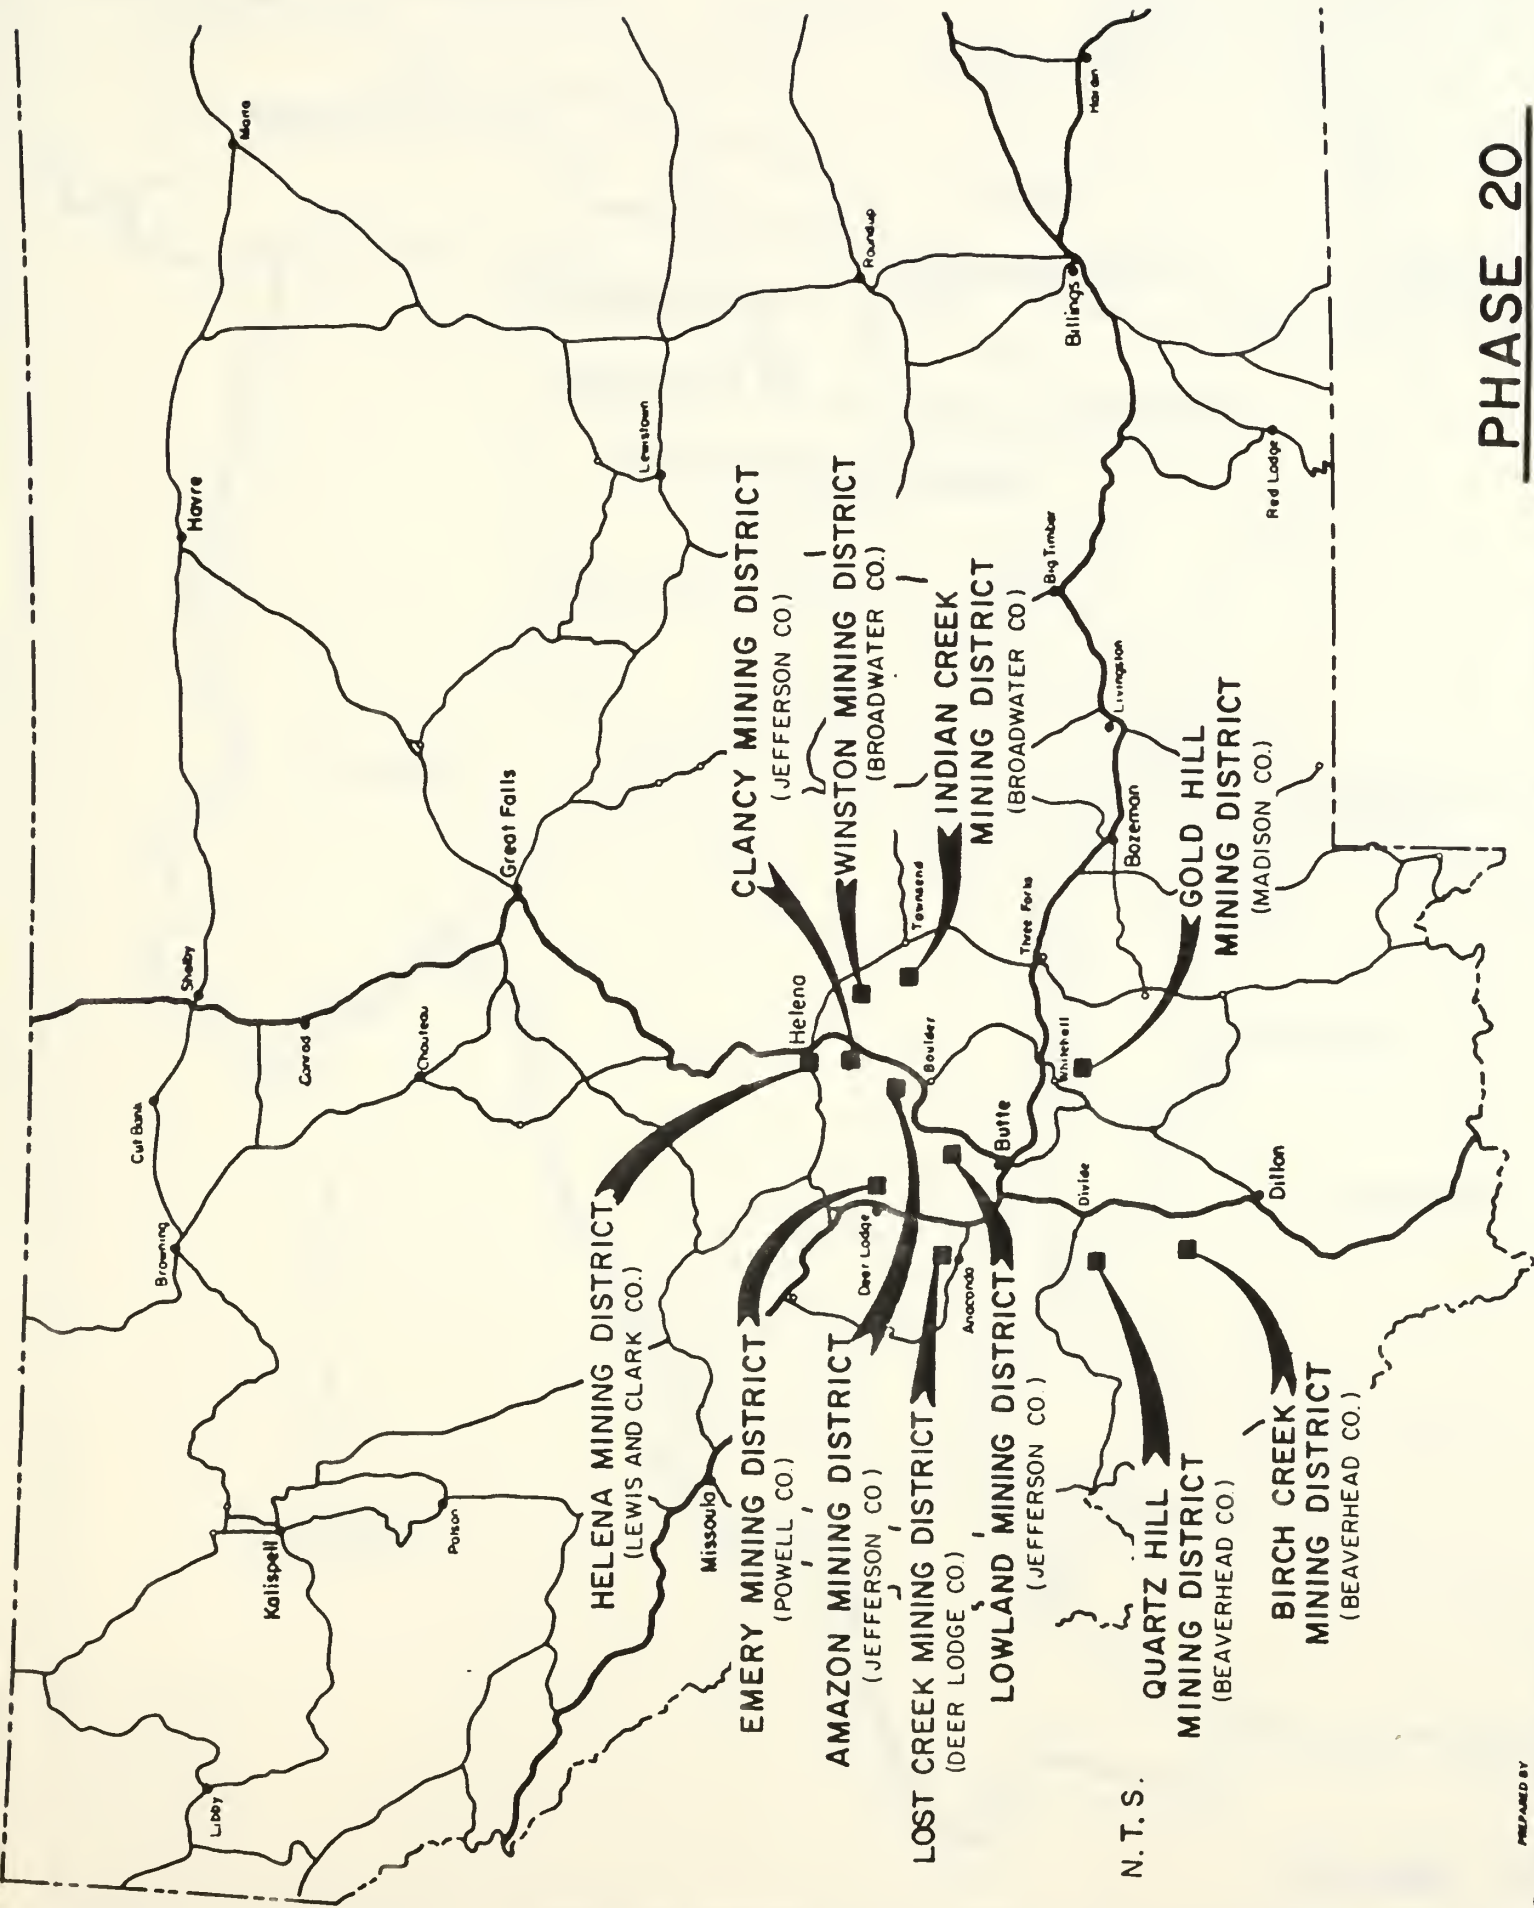 Cut Bank
Browning
Shelby
Havre
Malta
Libby
Kalispell
Conrad
Chouteau
Polson
Great Falls
Lewistown
HELENA MINING DISTRICT
(LEWIS AND CLARK CO.)
Missoula
Helena
CLANCY MINING DISTRICT
(JEFFERSON CO.)
EMERY MINING DISTRICT
(POWELL CO.)
WINSTON MINING DISTRICT
(BROADWATER CO.)
AMAZON MINING DISTRICT
(JEFFERSON CO.)
Deer Lodge
Roundup
Townsend
Boulder
INDIAN CREEK
MINING DISTRICT
(BROADWATER CO.)
LOST CREEK MINING DISTRICT
(DEER LODGE CO.)
Anaconda
LOWLAND MINING DISTRICT
(JEFFERSON CO.)
Butte
Three Forks
Whitehall
Big Timber
Billings
Hardin
Divide
Livingston
Bozeman
GOLD HILL
MINING DISTRICT
(MADISON CO.)
N.T.S.
QUARTZ HILL
MINING DISTRICT
(BEAVERHEAD CO.)
Dillon
Red Lodge
BIRCH CREEK
MINING DISTRICT
(BEAVERHEAD CO.)
PHASE 20
PREPARED BY